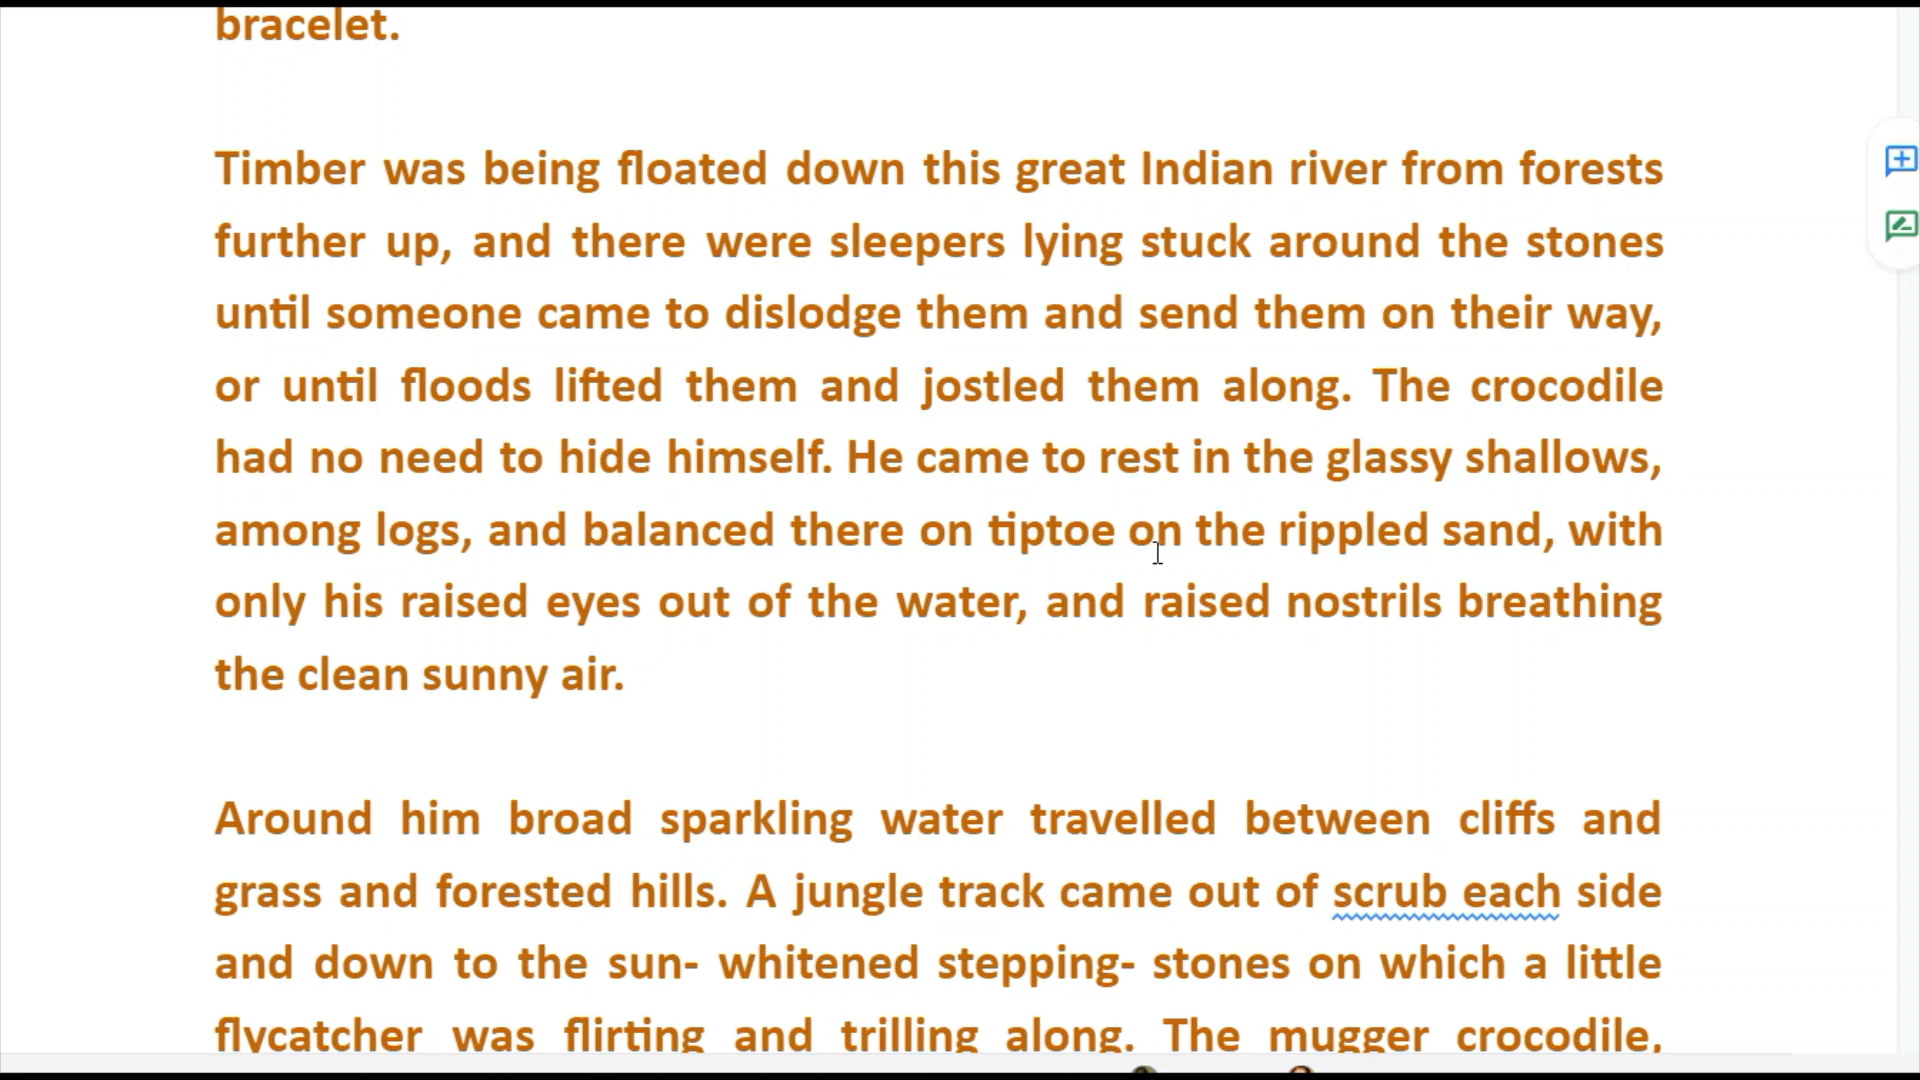 bracelet.
Timber was being floated down this great Indian river from forests
further up, and there were sleepers lying stuck around the stones
until someone came to dislodge them and send them on their way,
or until floods lifted them and jostled them along. The crocodile
had no need to hide himself. He came to rest in the glassy shallows,
among logs, and balanced there on tiptoe on the rippled sand, with
only his raised eyes out of the water, and raised nostrils breathing
the clean sunny air.
Around him broad sparkling water travelled between cliffs and
grass and forested hills. A jungle track came out of scrub each side
and down to the sun- whitened stepping- stones on which a little
flycatcher was flirting and trilling along. The mugger crocodile,